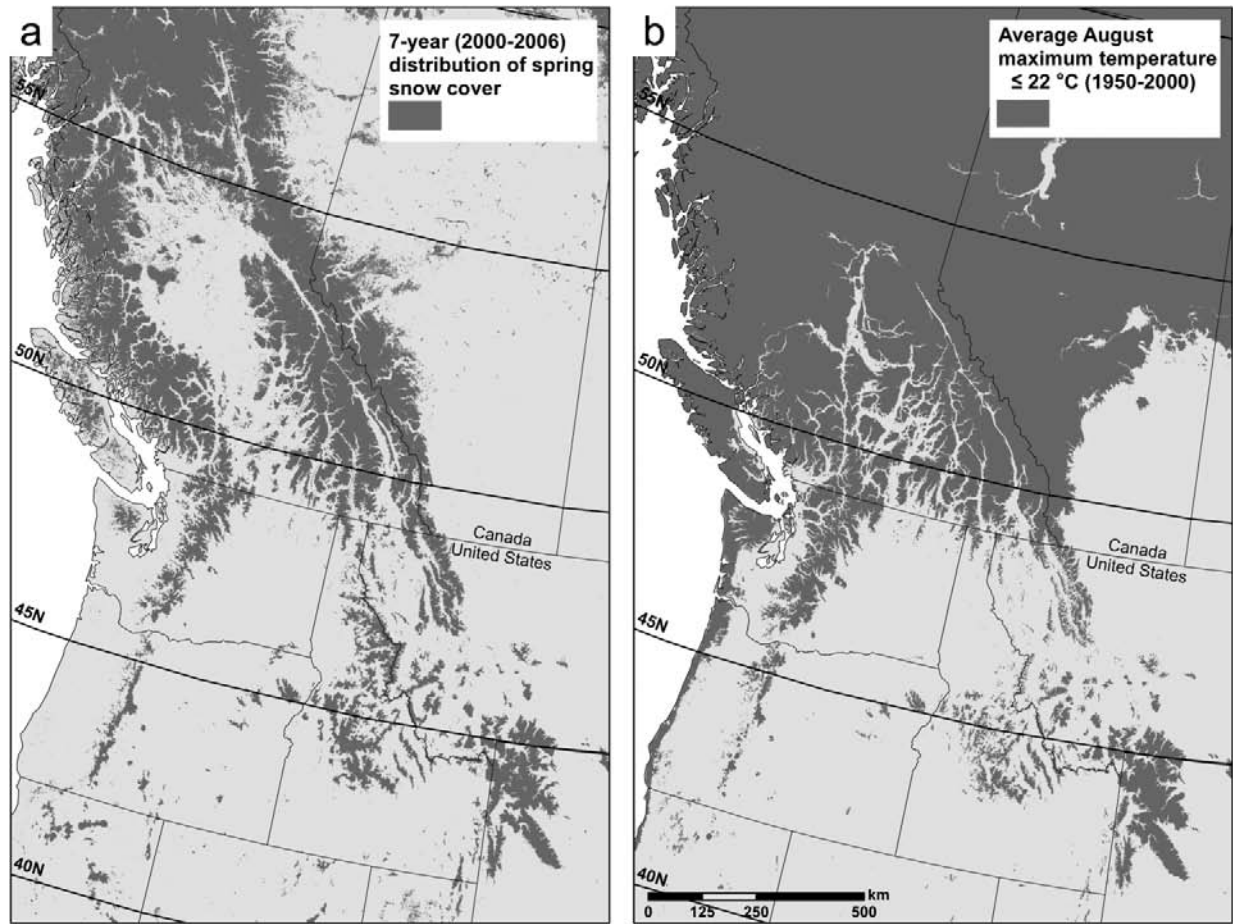 a
7-year (2000-2006)
distribution of spring
snow cover
55N
50N
Canada
United States
45N
40N
b
Average August
maximum temperature
≤ 22 °C (1950-2000)
55N
50N
Canada
United States
45N
40N
km
0 125 250 500